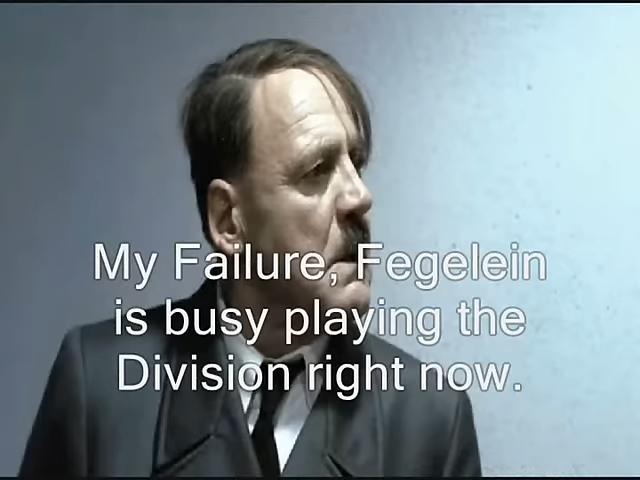 My Failure, Fegelein
is busy playing the
Division right now.